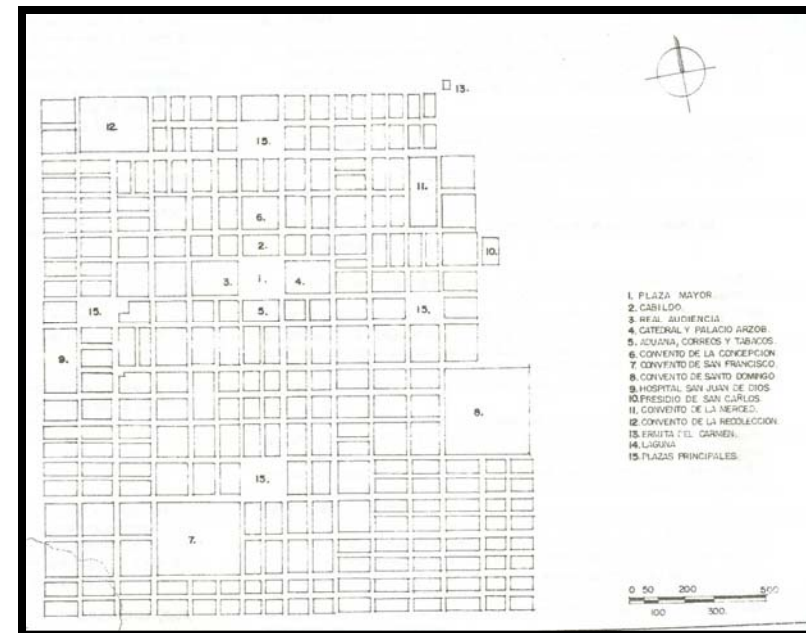 13.
12.
15.
11.
6.
2.
10.
3.
1.
4.
15.
5.
15.
9.
8.
15.
7.
1. PLAZA MAYOR.
2. CABILDO.
3. REAL AUDIENCIA.
4. CATEDRAL Y PALACIO ARZOB.
5. ADUANA, CORREOS Y TABACOS.
6. CONVENTO DE LA CONCEPCION
7. CONVENTO DE SAN FRANCISCO.
8. CONVENTO DE SANTO DOMINGO
9. HOSPITAL SAN JUAN DE DIOS
10. PRESIDIO DE SAN CARLOS
11. CONVENTO DE LA MERCED.
12. CONVENTO DE LA RECOLECCION.
13. ERMITA DEL CARMEN.
14. LAGUNA
15. PLAZAS PRINCIPALES.
0 50 200 500
100 300.